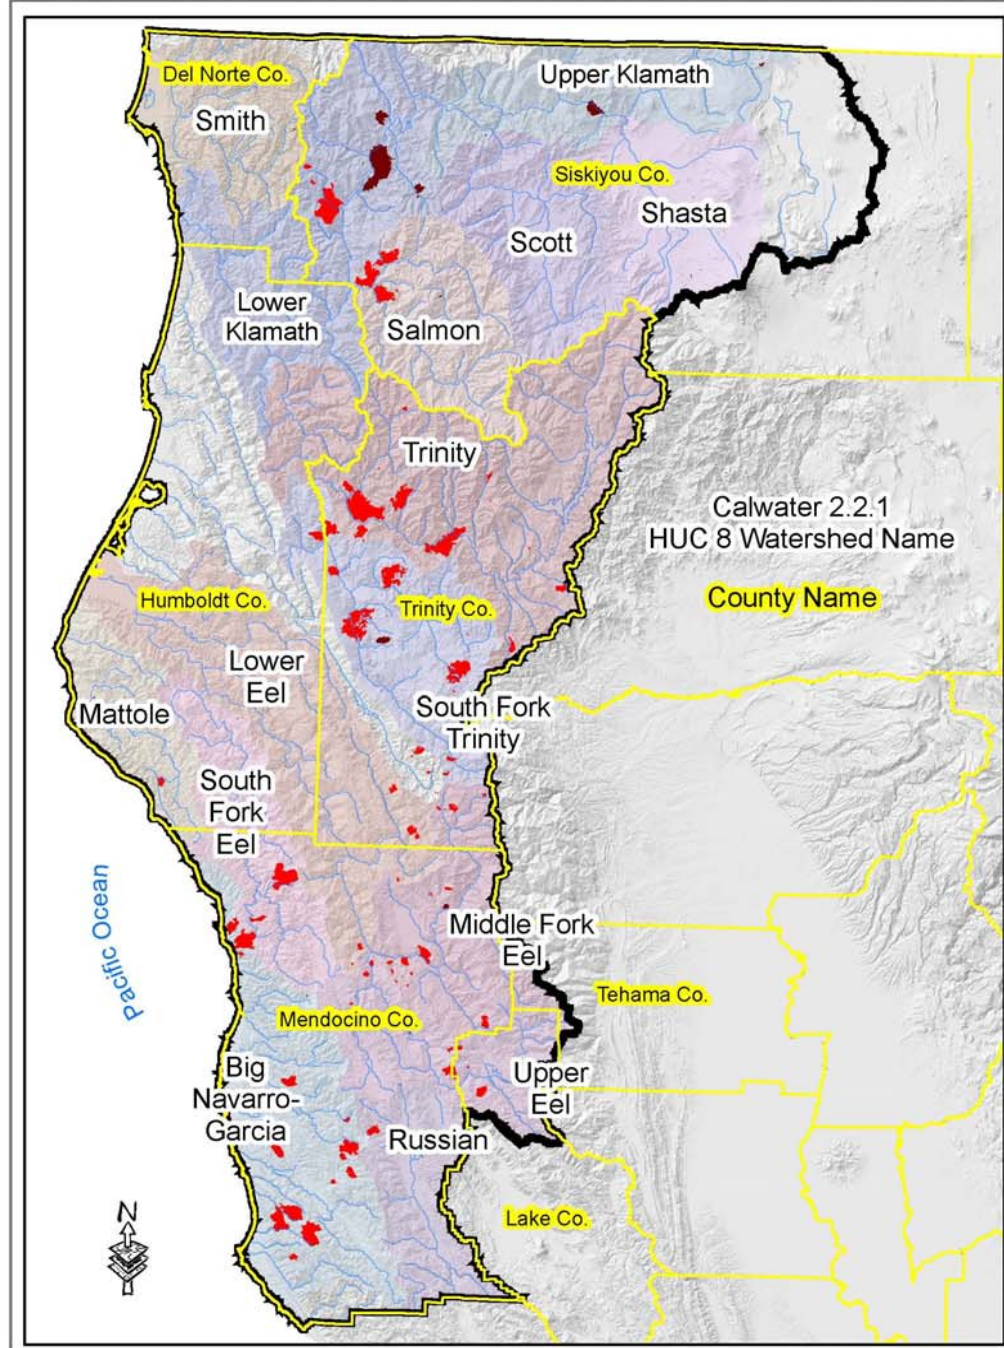 Del Norte Co.
Upper Klamath
Smith
Siskiyou Co.
Shasta
Scott
Lower
Klamath
Salmon
Trinity
Calwater 2.2.1
HUC 8 Watershed Name
County Name
Humboldt Co.
Trinity Co.
Lower
Eel
Mattole
South Fork
Trinity
South
Fork
Eel
Pacific Ocean
Middle Fork
Eel
Tehama Co.
Mendocino Co.
Big
Navarro-
Garcia
Upper
Eel
Russian
Lake Co.
N